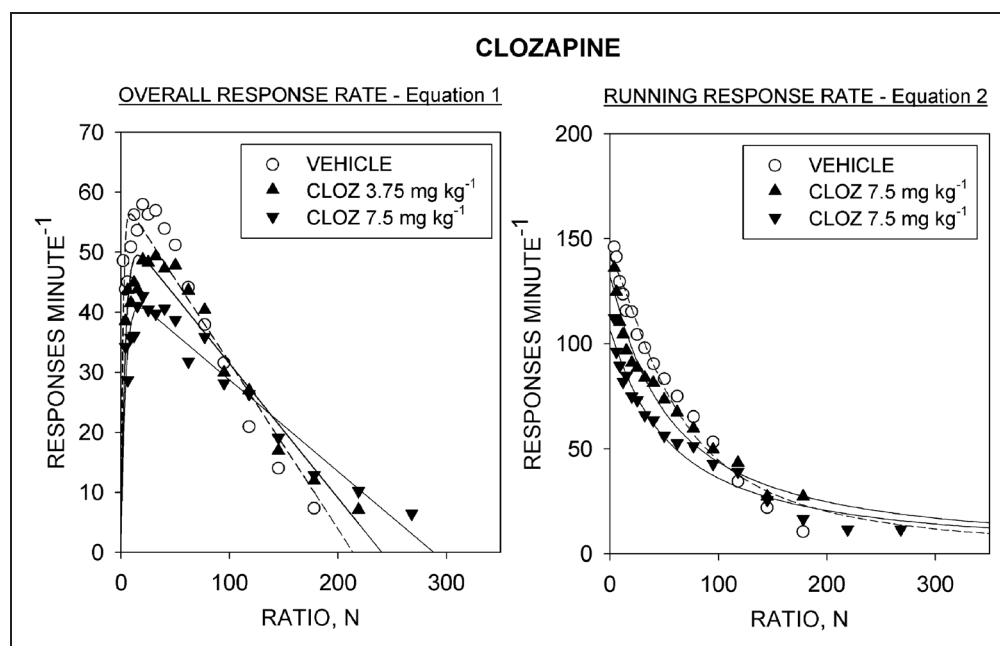 CLOZAPINE
OVERALL RESPONSE RATE - Equation 1
70
60
50
40
30
20
10
0
RESPONSES MINUTE⁻¹
VEHICLE
CLOZ 3.75 mg kg⁻¹
CLOZ 7.5 mg kg⁻¹
0 100 200 300
RATIO, N
RUNNING RESPONSE RATE - Equation 2
200
150
100
50
0
RESPONSES MINUTE⁻¹
VEHICLE
CLOZ 7.5 mg kg⁻¹
CLOZ 7.5 mg kg⁻¹
0 100 200 300
RATIO, N